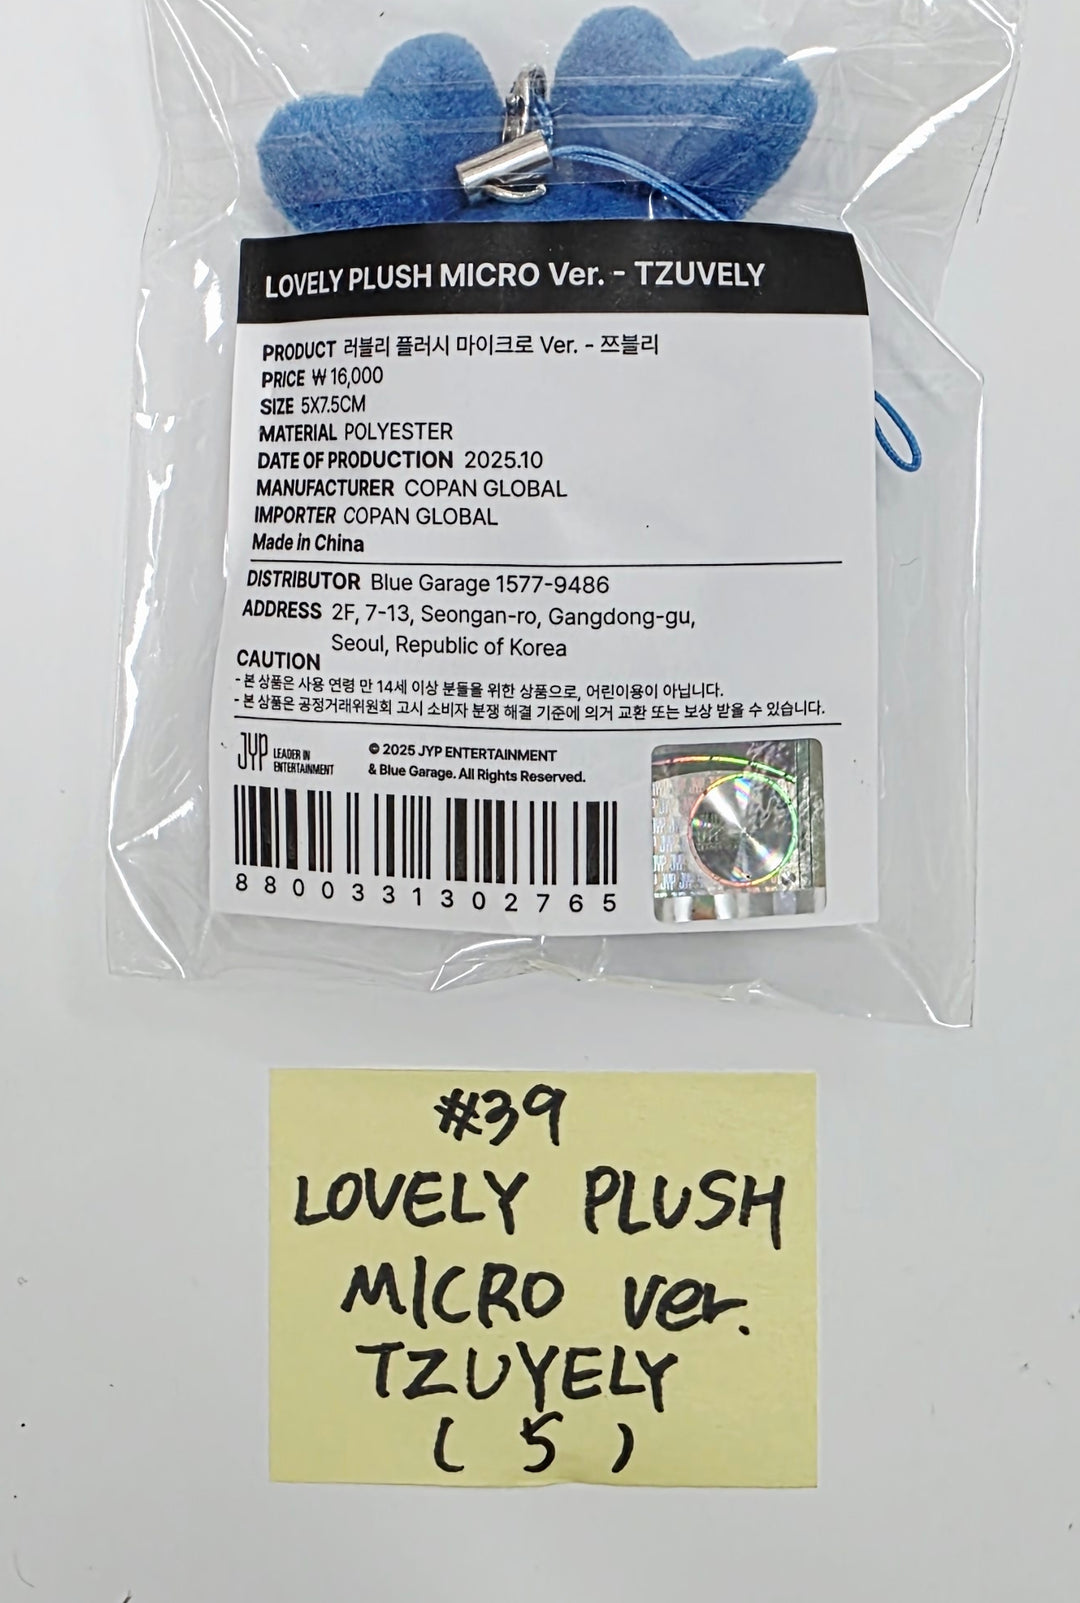 LOVELY PLUSH MICRO Ver. - TZUVELY
PRODUCT 러블리 플러시 마이크로 Ver. - 쯔블리
PRICE ₩ 16,000
SIZE 5X7.5CM
MATERIAL POLYESTER
DATE OF PRODUCTION 2025.10
MANUFACTURER COPAN GLOBAL
IMPORTER COPAN GLOBAL
Made in China
DISTRIBUTOR Blue Garage 1577-9486
ADDRESS 2F, 7-13, Seongan-ro, Gangdong-gu,
Seoul, Republic of Korea
CAUTION
- 본 상품은 사용 연령 만 14세 이상 분들을 위한 상품으로, 어린이용이 아닙니다.
- 본 상품은 공정거래위원회 고시 소비자 분쟁 해결 기준에 의거 교환 또는 보상 받을 수 있습니다.
JYP LEADER IN
ENTERTAINMENT
© 2025 JYP ENTERTAINMENT
& Blue Garage. All Rights Reserved.
8800331302765
#39
LOVELY PLUSH
MICRO ver.
TZUYELY
( 5 )